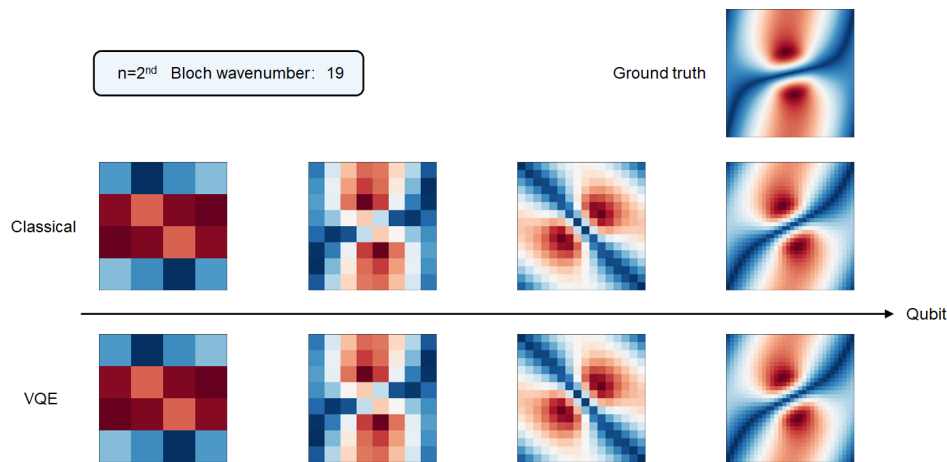 n=2nd Bloch wavenumber: 19
Ground truth
Classical
Qubit
VQE